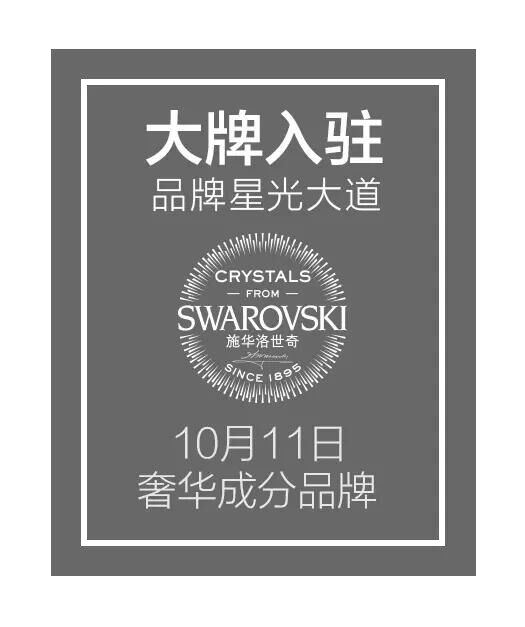 大牌入驻
品牌星光大道
CRYSTALS
FROM
SWAROVSKI
施华洛世奇
SINCE 1895
10月11日
奢华成分品牌